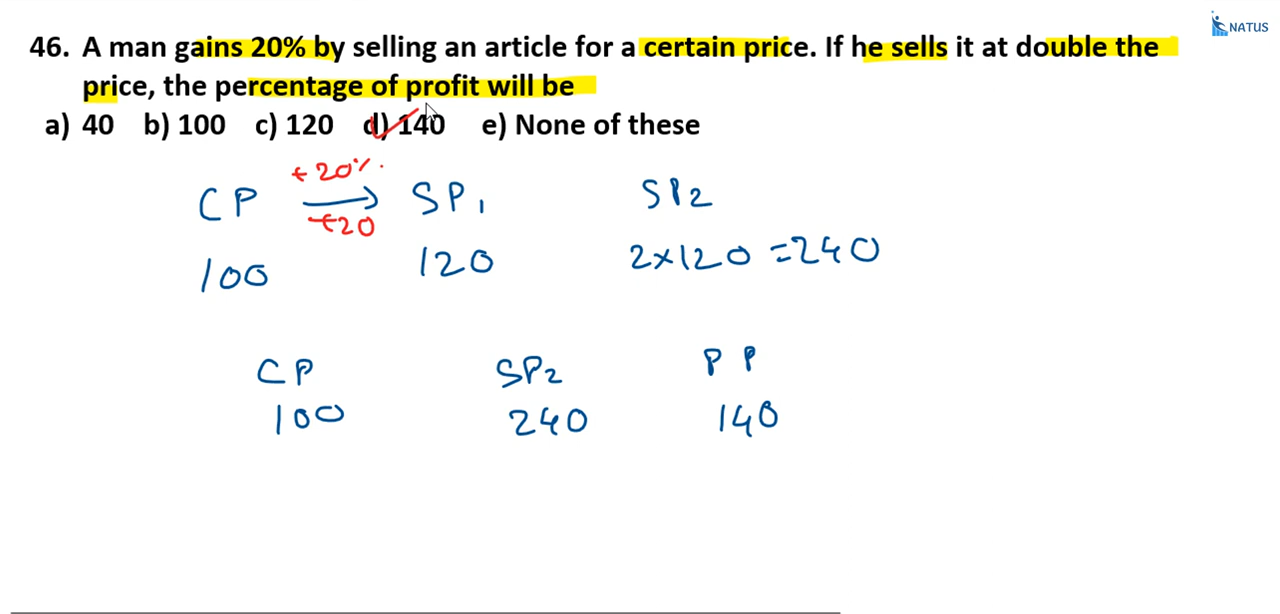 NATUS
46. A man gains 20% by selling an article for a certain price. If he sells it at double the
price, the percentage of profit will be
a) 40 b) 100 c) 120 d) 140 e) None of these
+20%.
CP → SP1 SP2
+20
100 120 2×120 = 240
CP SP2 PP
100 240 140